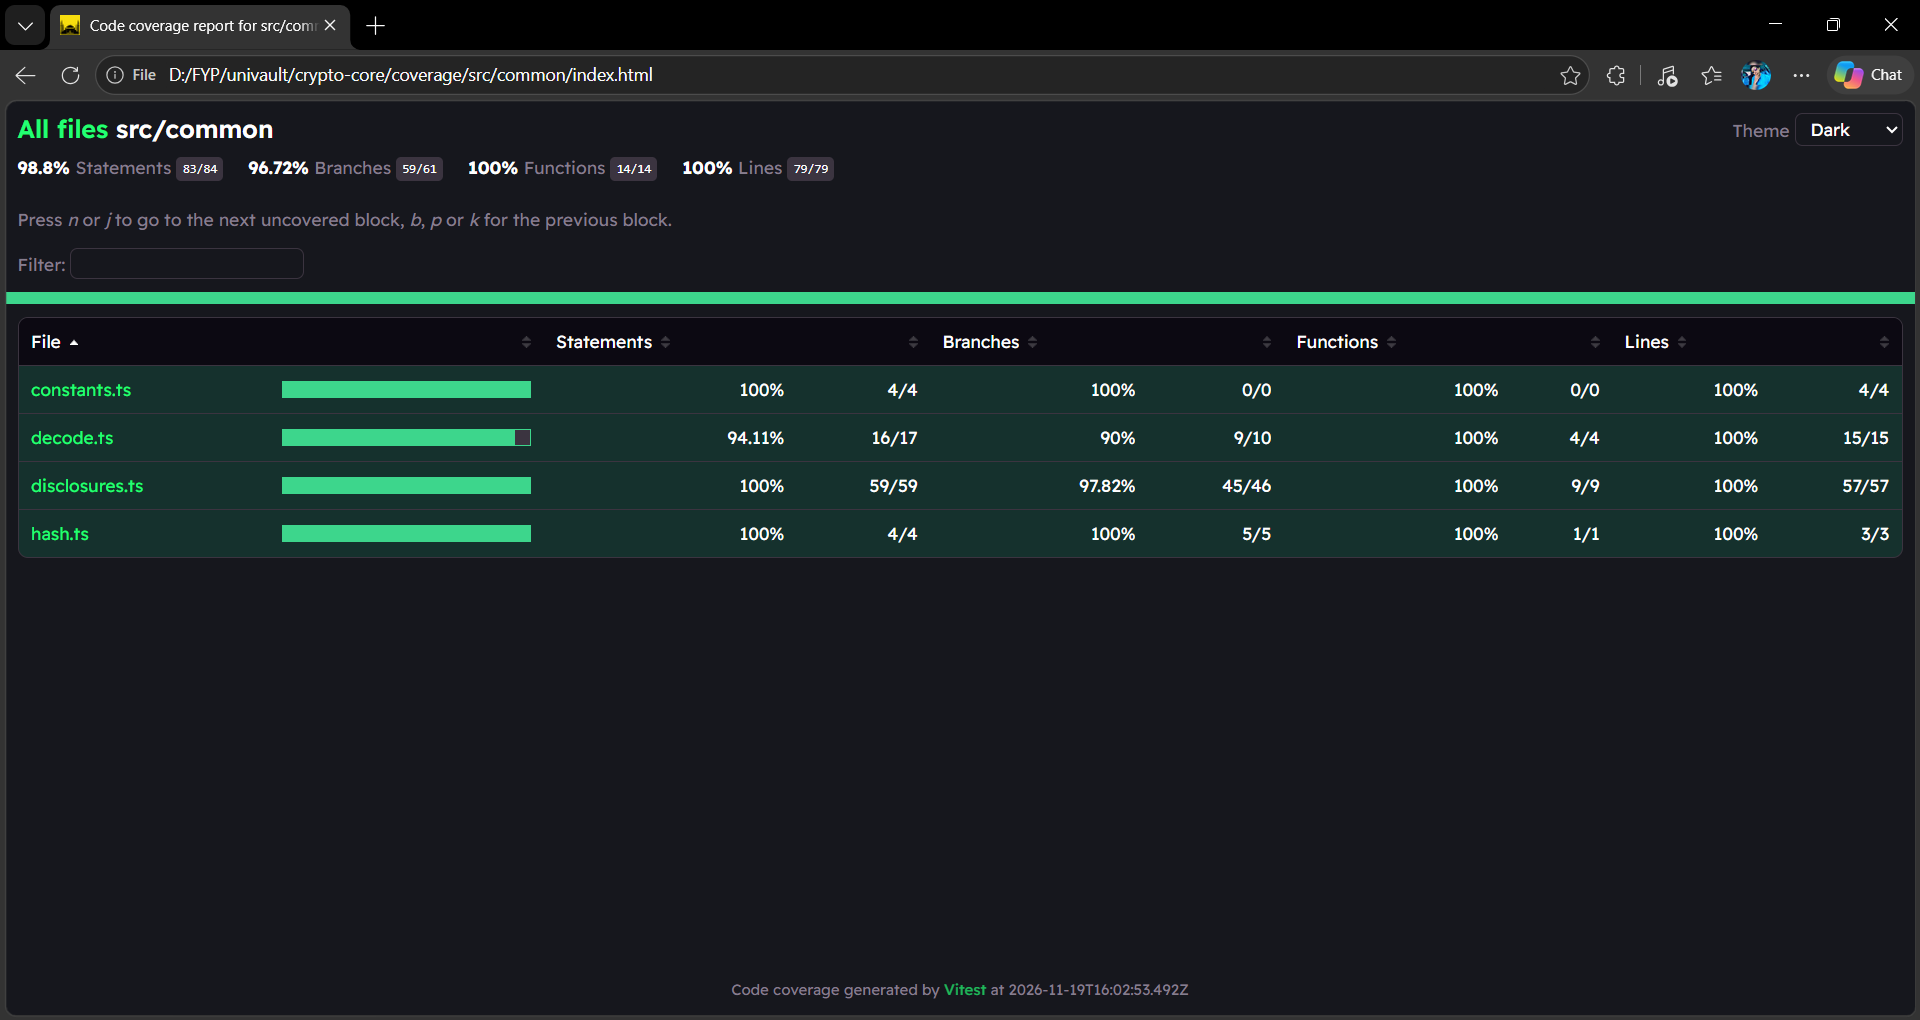 Code coverage report for src/com
File D:/FYP/univault/crypto-core/coverage/src/common/index.html
Chat
All files src/common
Theme Dark
98.8% Statements 83/84 96.72% Branches 59/61 100% Functions 14/14 100% Lines 79/79
Press n or j to go to the next uncovered block, b, p or k for the previous block.
Filter:
File Statements Branches Functions Lines
constants.ts 100% 4/4 100% 0/0 100% 0/0 100% 4/4
decode.ts 94.11% 16/17 90% 9/10 100% 4/4 100% 15/15
disclosures.ts 100% 59/59 97.82% 45/46 100% 9/9 100% 57/57
hash.ts 100% 4/4 100% 5/5 100% 1/1 100% 3/3
Code coverage generated by Vitest at 2026-11-19T16:02:53.492Z